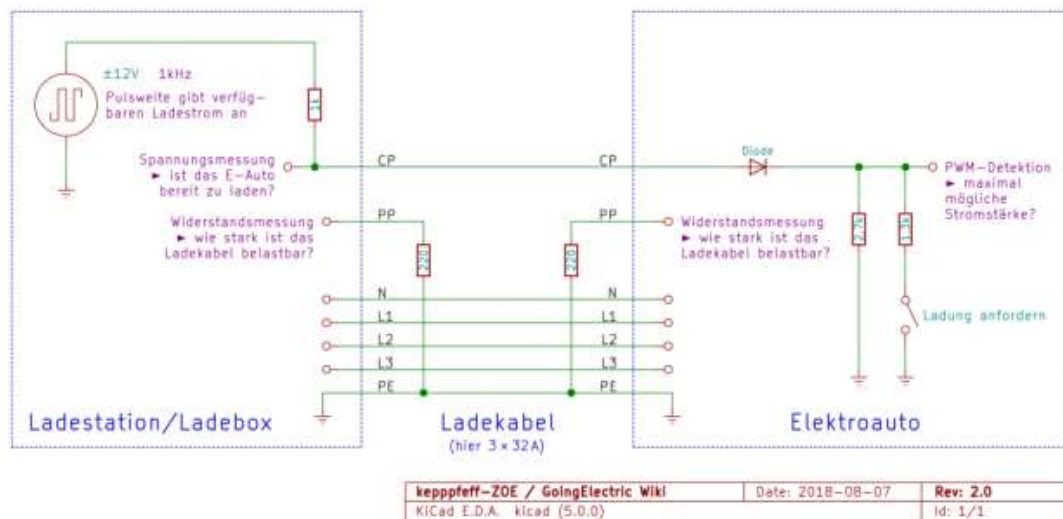 ±12V 1kHz
Pulsweite gibt verfüg-
baren Ladestrom an
1k
Spannungsmessung
► ist das E-Auto
bereit zu laden?
CP
CP
Diode
PWM-Detektion
► maximal
mögliche
Stromstärke?
Widerstandsmessung
► wie stark ist das
Ladekabel belastbar?
PP
PP
Widerstandsmessung
► wie stark ist das
Ladekabel belastbar?
220
220
2.7k
1.3k
N
N
L1
L1
L2
L2
L3
L3
PE
PE
Ladung anfordern
Ladestation/Ladebox
Ladekabel
(hier 3×32A)
Elektroauto
kepppfeff-ZOE / GoingElectric Wiki
Date: 2018-08-07
Rev: 2.0
KiCad E.D.A. kicad (5.0.0)
Id: 1/1